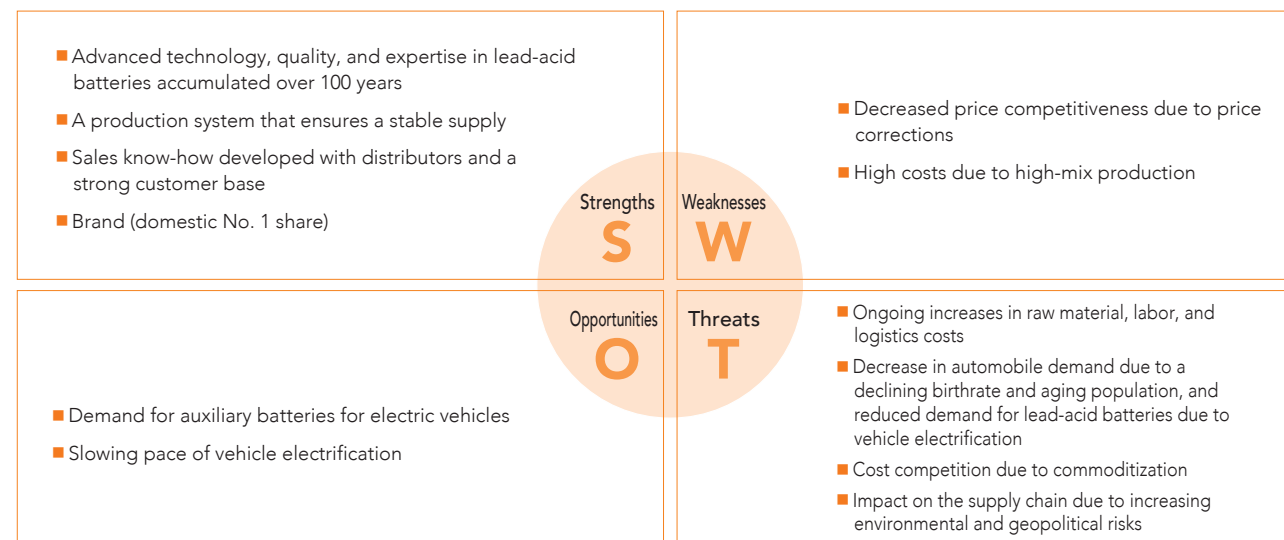 ■ Advanced technology, quality, and expertise in lead-acid
batteries accumulated over 100 years
■ A production system that ensures a stable supply
■ Sales know-how developed with distributors and a
strong customer base
■ Brand (domestic No. 1 share)
Strengths
S
■ Decreased price competitiveness due to price
corrections
■ High costs due to high-mix production
Weaknesses
W
Opportunities
O
■ Demand for auxiliary batteries for electric vehicles
■ Slowing pace of vehicle electrification
Threats
T
■ Ongoing increases in raw material, labor, and
logistics costs
■ Decrease in automobile demand due to a
declining birthrate and aging population, and
reduced demand for lead-acid batteries due to
vehicle electrification
■ Cost competition due to commoditization
■ Impact on the supply chain due to increasing
environmental and geopolitical risks